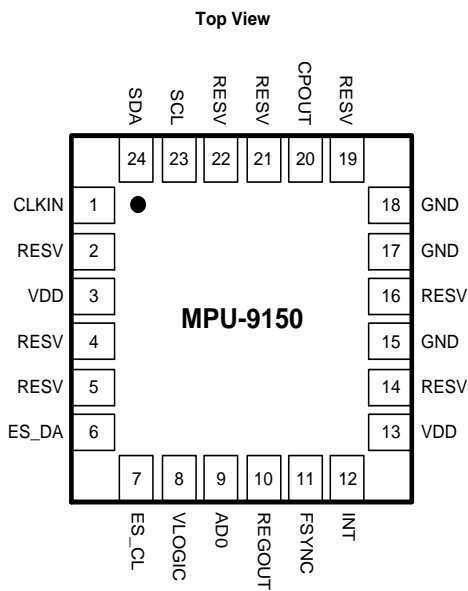 Top View
SDA
SCL
RESV
RESV
CPOUT
RESV
24
23
22
21
20
19
CLKIN 1
RESV 2
VDD 3
RESV 4
RESV 5
ES_DA 6
18 GND
17 GND
16 RESV
15 GND
14 RESV
13 VDD
MPU-9150
7
8
9
10
11
12
ES_CL
VLOGIC
AD0
REGOUT
FSYNC
INT